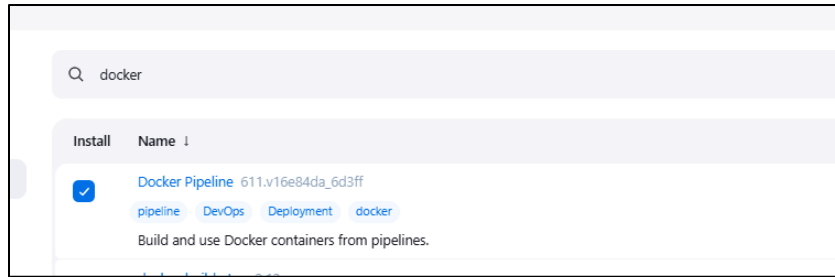 docker
Install Name ↓
Docker Pipeline 611.v16e84da_6d3ff
pipeline DevOps Deployment docker
Build and use Docker containers from pipelines.